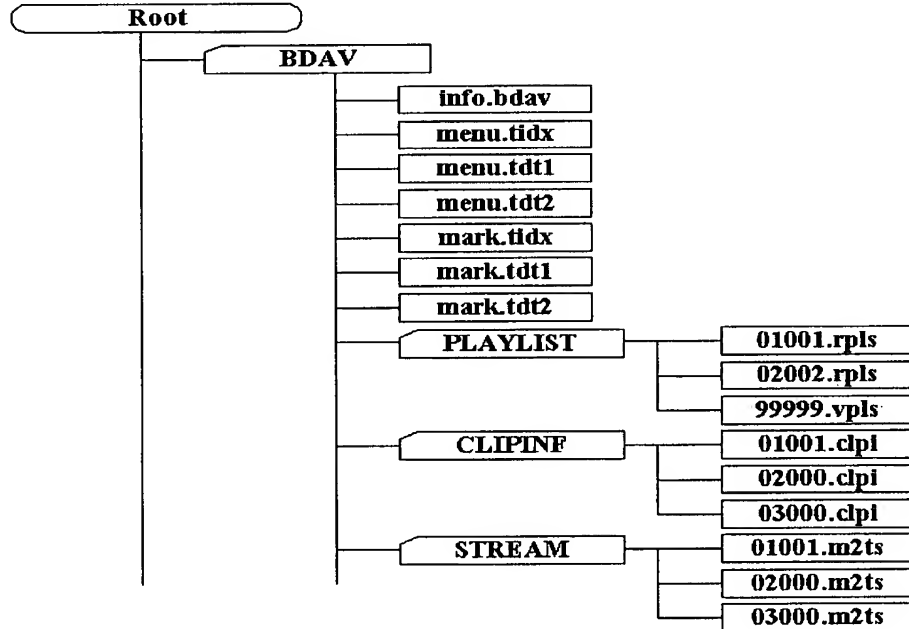 Root
BDAV
info.bdav
menu.tidx
menu.tdt1
menu.tdt2
mark.tidx
mark.tdt1
mark.tdt2
PLAYLIST
01001.rpls
02002.rpls
99999.vpls
CLIPINF
01001.clpi
02000.clpi
03000.clpi
STREAM
01001.m2ts
02000.m2ts
03000.m2ts